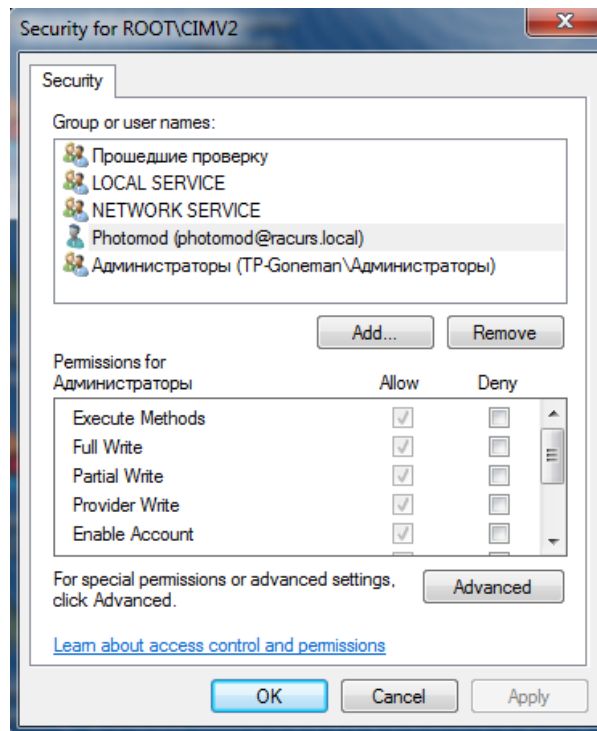 Security for ROOT\CIMV2
Security
Group or user names:
Прошедшие проверку
LOCAL SERVICE
NETWORK SERVICE
Photomod (photomod@racurs.local)
Администраторы (TP-Goneman\Администраторы)
Add... Remove
Permissions for
Администраторы Allow Deny
Execute Methods
Full Write
Partial Write
Provider Write
Enable Account
For special permissions or advanced settings,
click Advanced. Advanced
Learn about access control and permissions
OK Cancel Apply